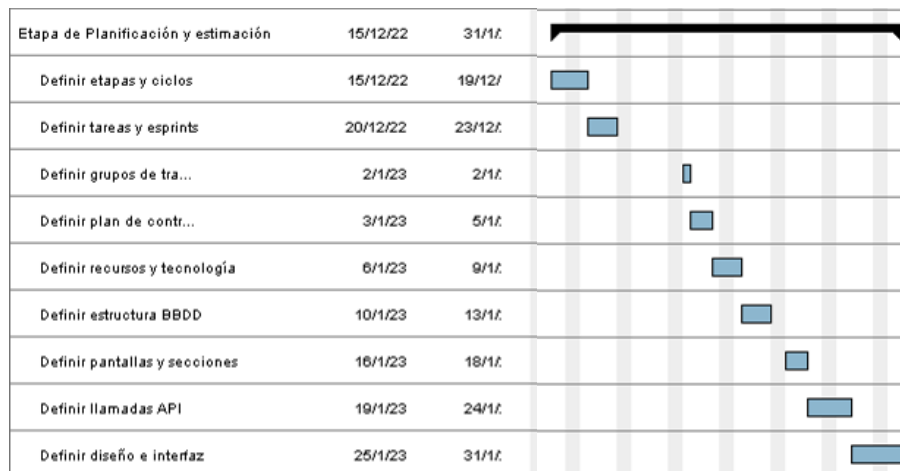 Etapa de Planificación y estimación 15/12/22 31/1/
Definir etapas y ciclos 15/12/22 19/12/
Definir tareas y esprints 20/12/22 23/12/
Definir grupos de tra... 2/1/23 2/1/
Definir plan de contr... 3/1/23 5/1/
Definir recursos y tecnología 6/1/23 9/1/
Definir estructura BBDD 10/1/23 13/1/
Definir pantallas y secciones 16/1/23 18/1/
Definir llamadas API 19/1/23 24/1/
Definir diseño e interfaz 25/1/23 31/1/